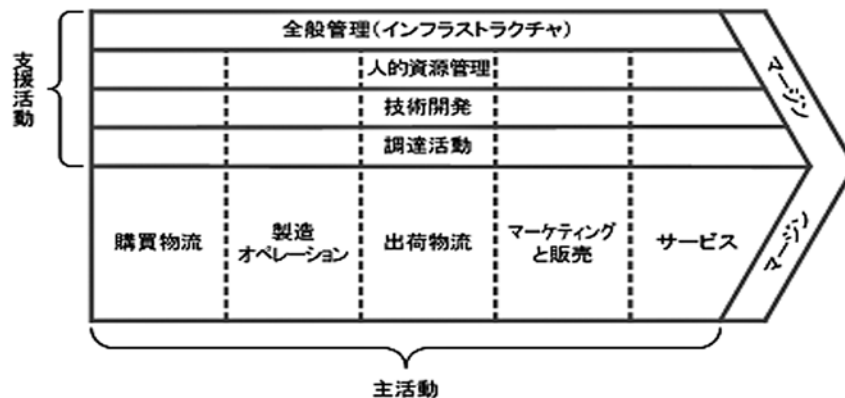 全般管理(インフラストラクチャ)
人的資源管理
技術開発
調達活動
支援活動
購買物流
製造
オペレーション
出荷物流
マーケティング
と販売
サービス
マージン
マージン
主活動